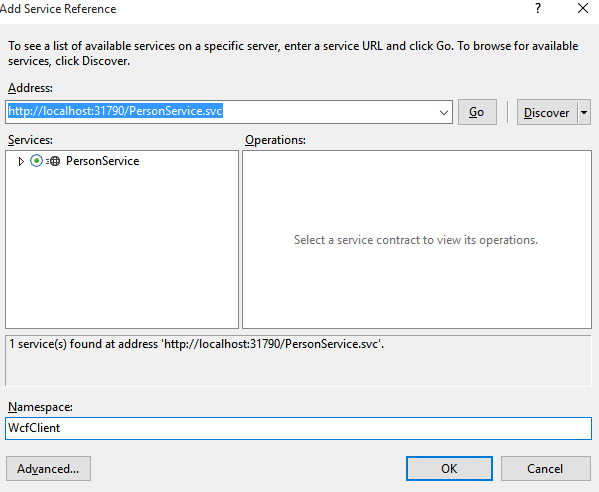 Add Service Reference
?
To see a list of available services on a specific server, enter a service URL and click Go. To browse for available
services, click Discover.
Address:
http://localhost:31790/PersonService.svc
Go
Discover
Services:
Operations:
PersonService
Select a service contract to view its operations.
1 service(s) found at address 'http://localhost:31790/PersonService.svc'.
Namespace:
WcfClient
Advanced...
OK
Cancel